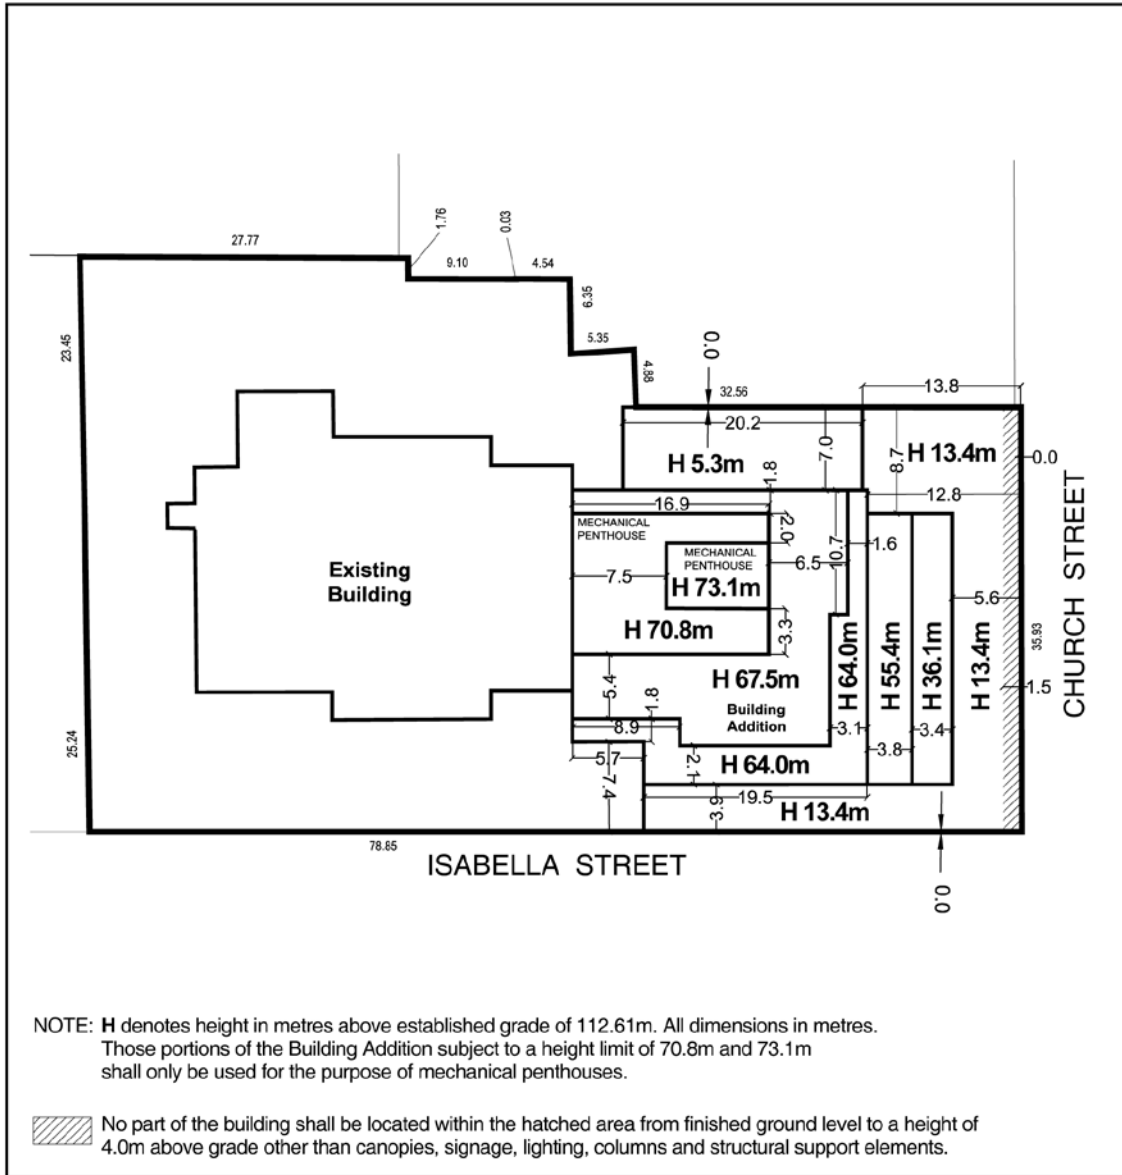 1.76
0.03
27.77
9.10
4.54
6.35
5.35
23.45
4.88
0.0
32.56
13.8
20.2
H 5.3m
7.0
8.7
H 13.4m
0.0
1.8
12.8
16.9
MECHANICAL
PENTHOUSE
2.0
10.7
1.6
MECHANICAL
PENTHOUSE
6.5
7.5
H 73.1m
Existing
Building
5.6
H 70.8m
3.3
35.93
CHURCH STREET
H 64.0m
H 55.4m
H 36.1m
H 13.4m
5.4
H 67.5m
1.5
1.8
Building
Addition
8.9
3.1
3.4
25.24
3.8
5.7
2.1
H 64.0m
7.4
19.5
3.9
H 13.4m
78.85
ISABELLA STREET
0.0
NOTE: H denotes height in metres above established grade of 112.61m. All dimensions in metres.
Those portions of the Building Addition subject to a height limit of 70.8m and 73.1m
shall only be used for the purpose of mechanical penthouses.
No part of the building shall be located within the hatched area from finished ground level to a height of
4.0m above grade other than canopies, signage, lighting, columns and structural support elements.